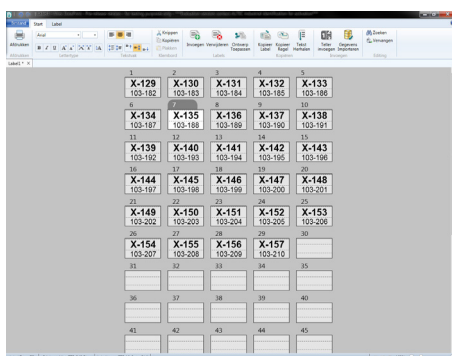 Start Label
Afdrukken
Arial
Knippen
Kopiëren
Plakken
Invoegen Verwijderen Ontwerp Toepassen
Kopieer Label Kopieer Regel Tekst Herhalen
Teller invoegen Gegevens Importeren
Zoeken
Vervangen
Afdrukken Lettertype Tekstvak Klembord Labels Kopiëren Invoegen Editing
Label1 * X
1 2 3 4 5
X-129 X-130 X-131 X-132 X-133
103-182 103-183 103-184 103-185 103-186
6 7 8 9 10
X-134 X-135 X-136 X-137 X-138
103-187 103-188 103-189 103-190 103-191
11 12 13 14 15
X-139 X-140 X-141 X-142 X-143
103-192 103-193 103-194 103-195 103-196
16 17 18 19 20
X-144 X-145 X-146 X-147 X-148
103-197 103-198 103-199 103-200 103-201
21 22 23 24 25
X-149 X-150 X-151 X-152 X-153
103-202 103-203 103-204 103-205 103-206
26 27 28 29 30
X-154 X-155 X-156 X-157
103-207 103-208 103-209 103-210
31 32 33 34 35
36 37 38 39 40
41 42 43 44 45